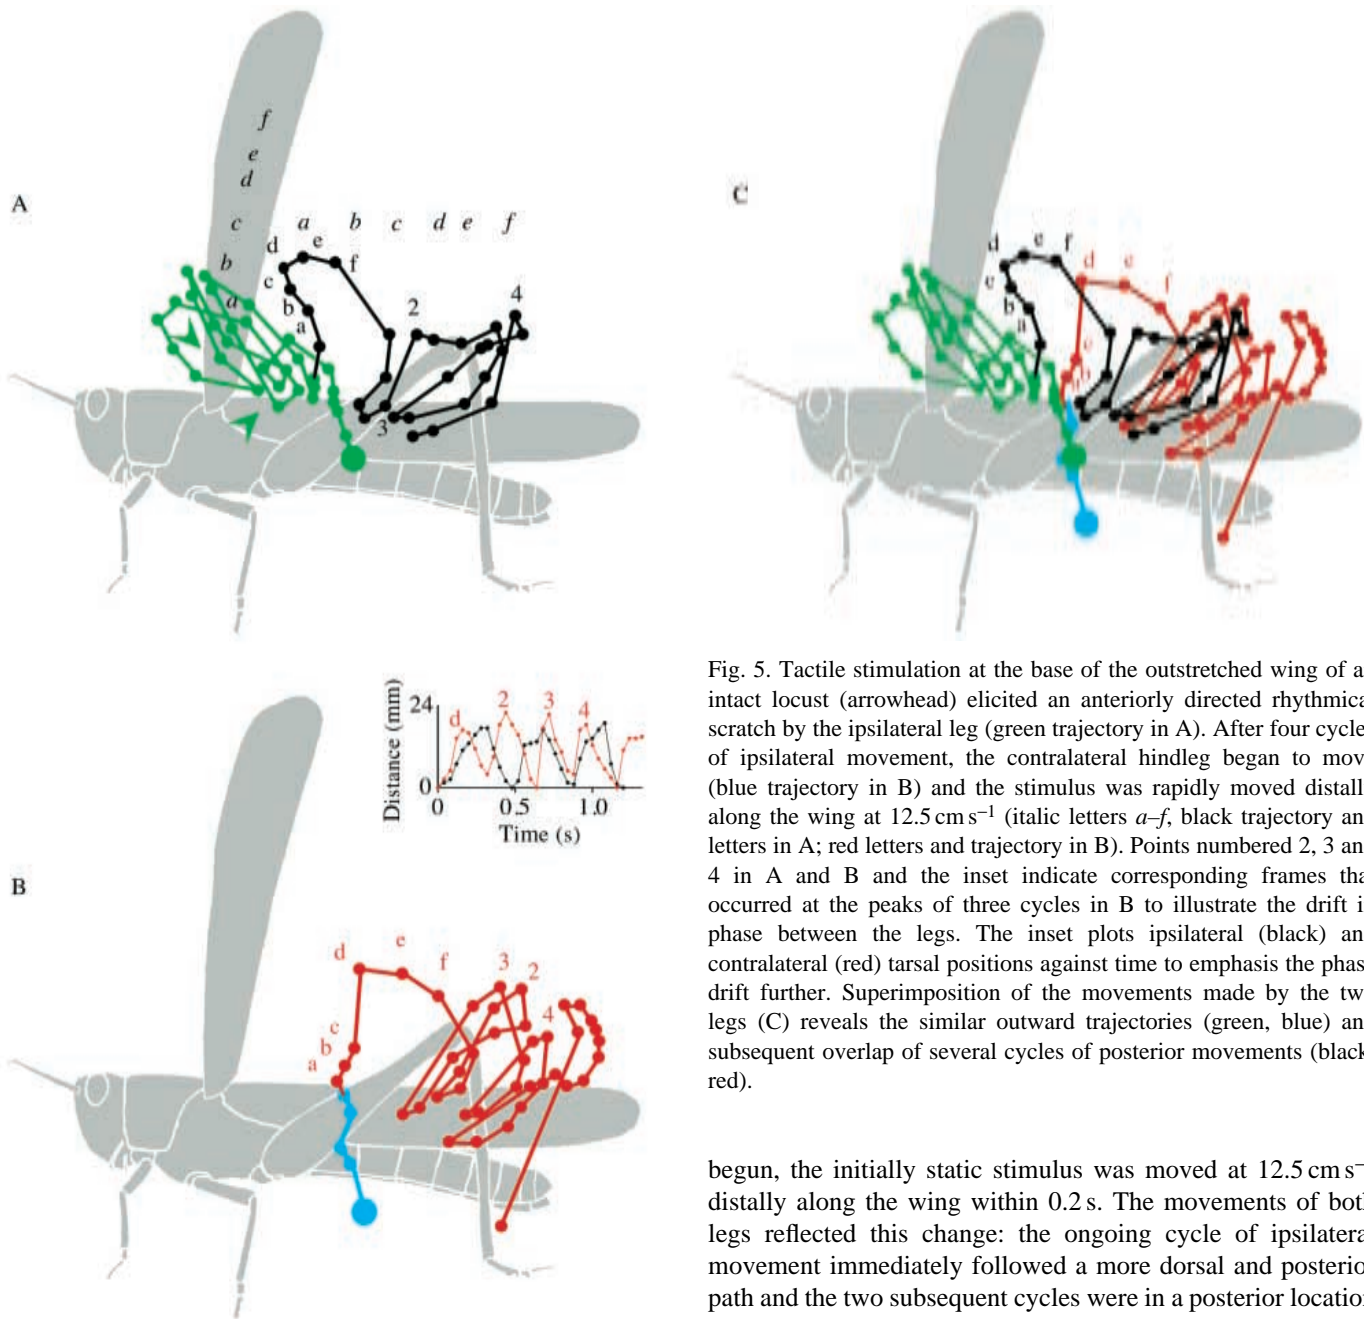 A
f
e
d
c
b
a
a b c d e f
d e f
c
b
a
2
3
4
C
d e f
c
b
a
d e f
B
Distance (mm)
24
0
d 2 3 4
0 0.5 1.0
Time (s)
d e f 3 2
4
c
b
a
Fig. 5. Tactile stimulation at the base of the outstretched wing of a
intact locust (arrowhead) elicited an anteriorly directed rhythmica
scratch by the ipsilateral leg (green trajectory in A). After four cycle
of ipsilateral movement, the contralateral hindleg began to mov
(blue trajectory in B) and the stimulus was rapidly moved distall
along the wing at 12.5 cm s⁻¹ (italic letters a–f, black trajectory an
letters in A; red letters and trajectory in B). Points numbered 2, 3 an
4 in A and B and the inset indicate corresponding frames tha
occurred at the peaks of three cycles in B to illustrate the drift i
phase between the legs. The inset plots ipsilateral (black) an
contralateral (red) tarsal positions against time to emphasis the phas
drift further. Superimposition of the movements made by the tw
legs (C) reveals the similar outward trajectories (green, blue) an
subsequent overlap of several cycles of posterior movements (black
red).
begun, the initially static stimulus was moved at 12.5 cm s⁻
distally along the wing within 0.2 s. The movements of bot
legs reflected this change: the ongoing cycle of ipsilatera
movement immediately followed a more dorsal and posterio
path and the two subsequent cycles were in a posterior location